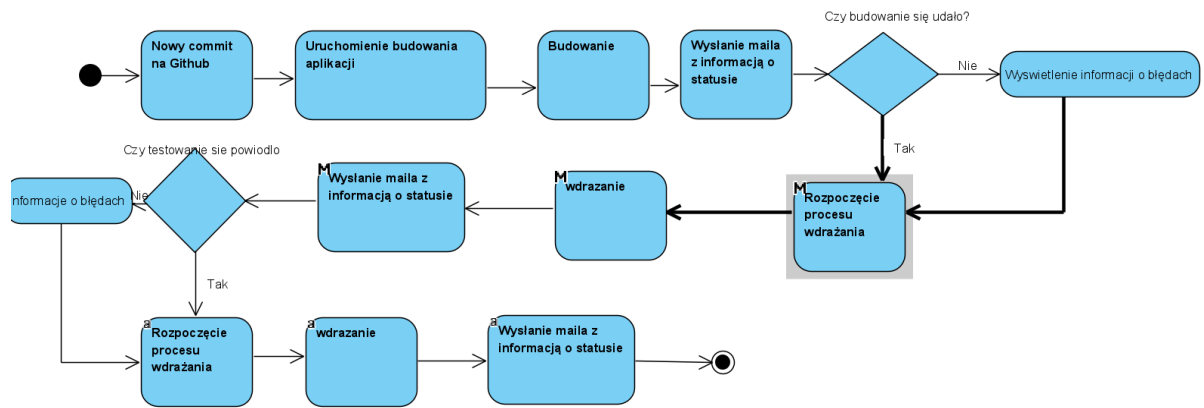 Czy budowanie się udało?
Nowy commit
na Github
Uruchomienie budowania
aplikacji
Budowanie
Wysłanie maila
z informacją o
statusie
Nie
Wyswietlenie informacji o błędach
Tak
Czy testowanie sie powiodlo
nformacje o błędach
Nie
M
Wysłanie maila z
informacją o statusie
M
wdrazanie
M
Rozpoczęcie
procesu
wdrażania
Tak
a
Rozpoczęcie
procesu
wdrażania
a
wdrazanie
a
Wysłanie maila z
informacją o statusie